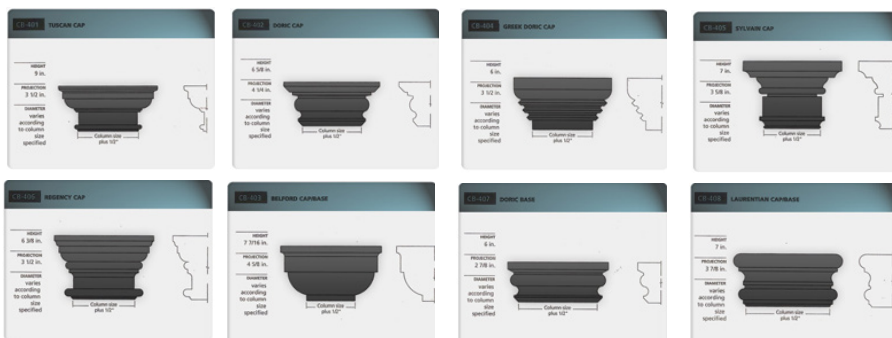 CB-401 TUSCAN CAP
HEIGHT
9 in.
PROJECTION
3 1/2 in.
DIAMETER
varies
according
to column
size
specified
Column size
plus 1/2"
CB-402 DORIC CAP
HEIGHT
6 5/8 in.
PROJECTION
4 1/4 in.
DIAMETER
varies
according
to column
size
specified
Column size
plus 1/2"
CB-404 GREEK DORIC CAP
HEIGHT
6 in.
PROJECTION
3 1/2 in.
DIAMETER
varies
according
to column
size
specified
Column size
plus 1/2"
CB-405 SYLVAIN CAP
HEIGHT
7 in.
PROJECTION
3 5/8 in.
DIAMETER
varies
according
to column
size
specified
Column size
plus 1/2"
CB-406 REGENCY CAP
HEIGHT
6 3/8 in.
PROJECTION
3 1/2 in.
DIAMETER
varies
according
to column
size
specified
Column size
plus 1/2"
CB-403 BELFORD CAP/BASE
HEIGHT
7 7/16 in.
PROJECTION
4 5/8 in.
DIAMETER
varies
according
to column
size
specified
Column size
plus 1/2"
CB-407 DORIC BASE
HEIGHT
6 in.
PROJECTION
2 7/8 in.
DIAMETER
varies
according
to column
size
specified
Column size
plus 1/2"
CB-408 LAURENTIAN CAP/BASE
HEIGHT
7 in.
PROJECTION
3 7/8 in.
DIAMETER
varies
according
to column
size
specified
Column size
plus 1/2"